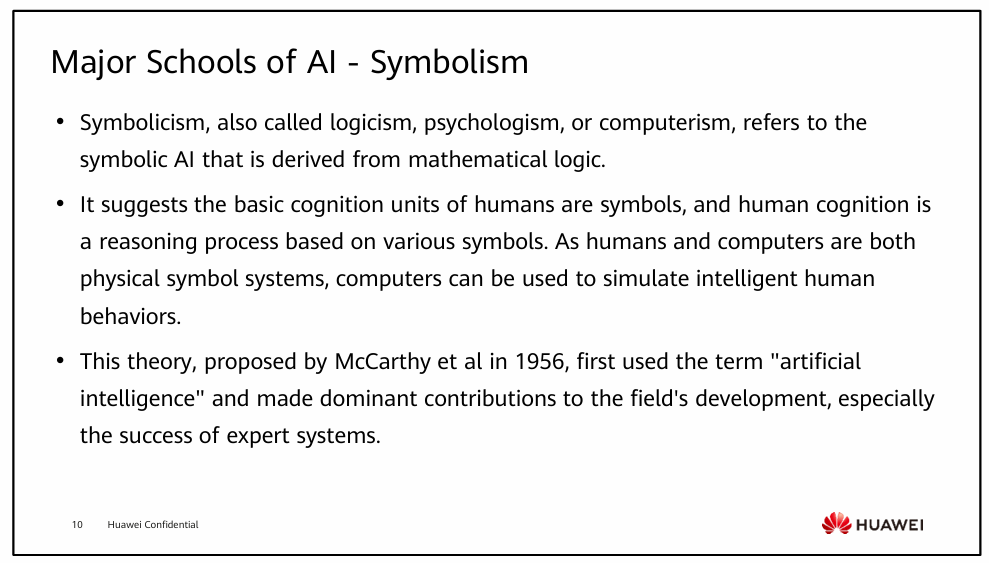 Major Schools of AI - Symbolism
• Symbolicism, also called logicism, psychologism, or computerism, refers to the
symbolic AI that is derived from mathematical logic.
• It suggests the basic cognition units of humans are symbols, and human cognition is
a reasoning process based on various symbols. As humans and computers are both
physical symbol systems, computers can be used to simulate intelligent human
behaviors.
• This theory, proposed by McCarthy et al in 1956, first used the term "artificial
intelligence" and made dominant contributions to the field's development, especially
the success of expert systems.
10 Huawei Confidential
HUAWEI